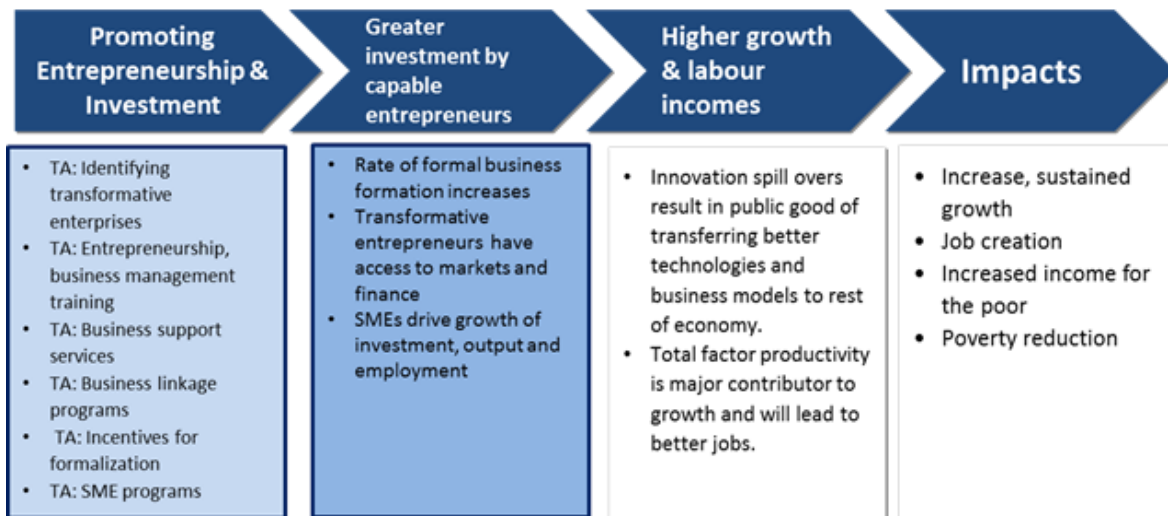 Promoting
Entrepreneurship &
Investment
Greater
investment by
capable
entrepreneurs
Higher growth
& labour
incomes
Impacts
• TA: Identifying
transformative
enterprises
• TA: Entrepreneurship,
business management
training
• TA: Business support
services
• TA: Business linkage
programs
• TA: Incentives for
formalization
• TA: SME programs
• Rate of formal business
formation increases
• Transformative
entrepreneurs have
access to markets and
finance
• SMEs drive growth of
investment, output and
employment
• Innovation spill overs
result in public good of
transferring better
technologies and
business models to rest
of economy.
• Total factor productivity
is major contributor to
growth and will lead to
better jobs.
• Increase, sustained
growth
• Job creation
• Increased income for
the poor
• Poverty reduction